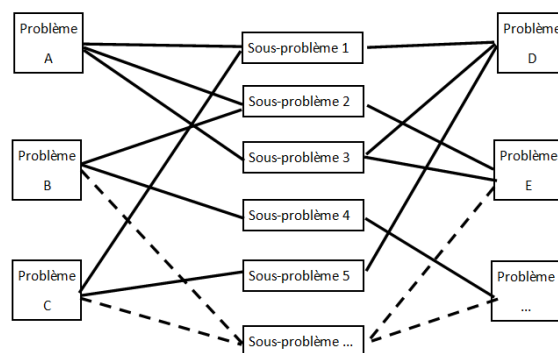 Problème
A
Sous-problème 1
Problème
D
Sous-problème 2
Sous-problème 3
Problème
B
Problème
E
Sous-problème 4
Problème
C
Sous-problème 5
Problème
...
Sous-problème ...